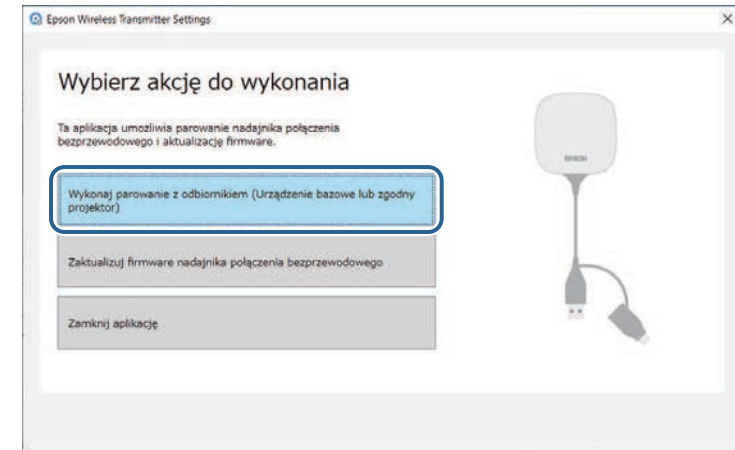 Epson Wireless Transmitter Settings
Wybierz akcję do wykonania
Ta aplikacja umożliwia parowanie nadajnika połączenia
bezprzewodowego i aktualizację firmware.
EPSON
Wykonaj parowanie z odbiornikiem (Urządzenie bazowe lub zgodny
projektor)
Zaktualizuj firmware nadajnika połączenia bezprzewodowego
Zamknij aplikację